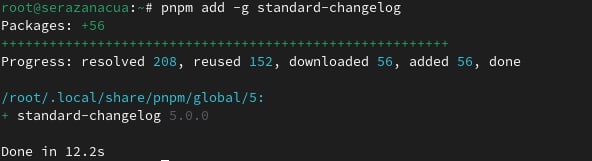 root@serazanacua:~# pnpm add -g standard-changelog
Packages: +56
++++++++++++++++++++++++++++++++++++++++++++++++++++++++
Progress: resolved 208, reused 152, downloaded 56, added 56, done
/root/.local/share/pnpm/global/5:
+ standard-changelog 5.0.0
Done in 12.2s